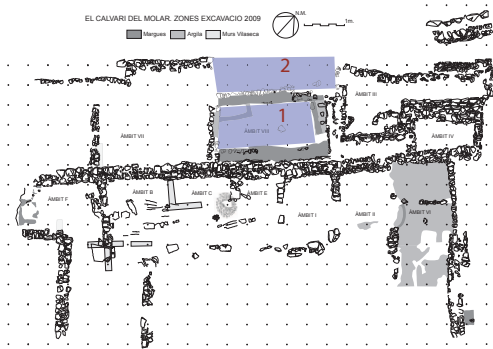 EL CALVARI DEL MOLAR. ZONES EXCAVACIO 2009
N.M.
1m.
Margues
Argila
Murs Vilaseca
2
ÀMBIT III
1
ÀMBIT VII
ÀMBIT VIII
ÀMBIT IV
ÀMBIT B
ÀMBIT C
ÀMBIT E
ÀMBIT F
ÀMBIT I
ÀMBIT II
ÀMBIT VI